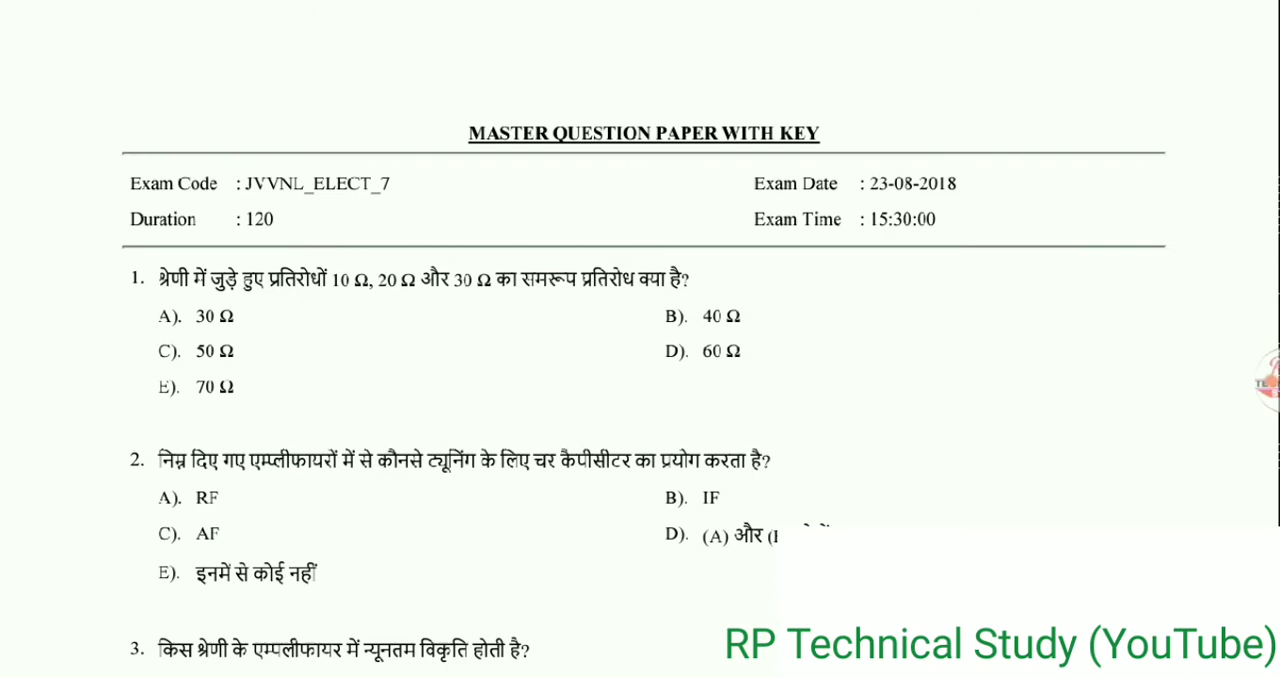 MASTER QUESTION PAPER WITH KEY
Exam Code : JVVNL_ELECT_7 Exam Date : 23-08-2018
Duration : 120 Exam Time : 15:30:00
1. श्रेणी में जुड़े हुए प्रतिरोधों 10 Ω, 20 Ω और 30 Ω का समरूप प्रतिरोध क्या है?
A). 30 Ω B). 40 Ω
C). 50 Ω D). 60 Ω
E). 70 Ω
2. निम्न दिए गए एम्प्लीफायरों में से कौनसे ट्यूनिंग के लिए चर कैपीसीटर का प्रयोग करता है?
A). RF B). IF
C). AF D). (A) और
E). इनमें से कोई नहीं
3. किस श्रेणी के एम्पलीफायर में न्यूनतम विकृति होती है?
RP Technical Study (YouTube)